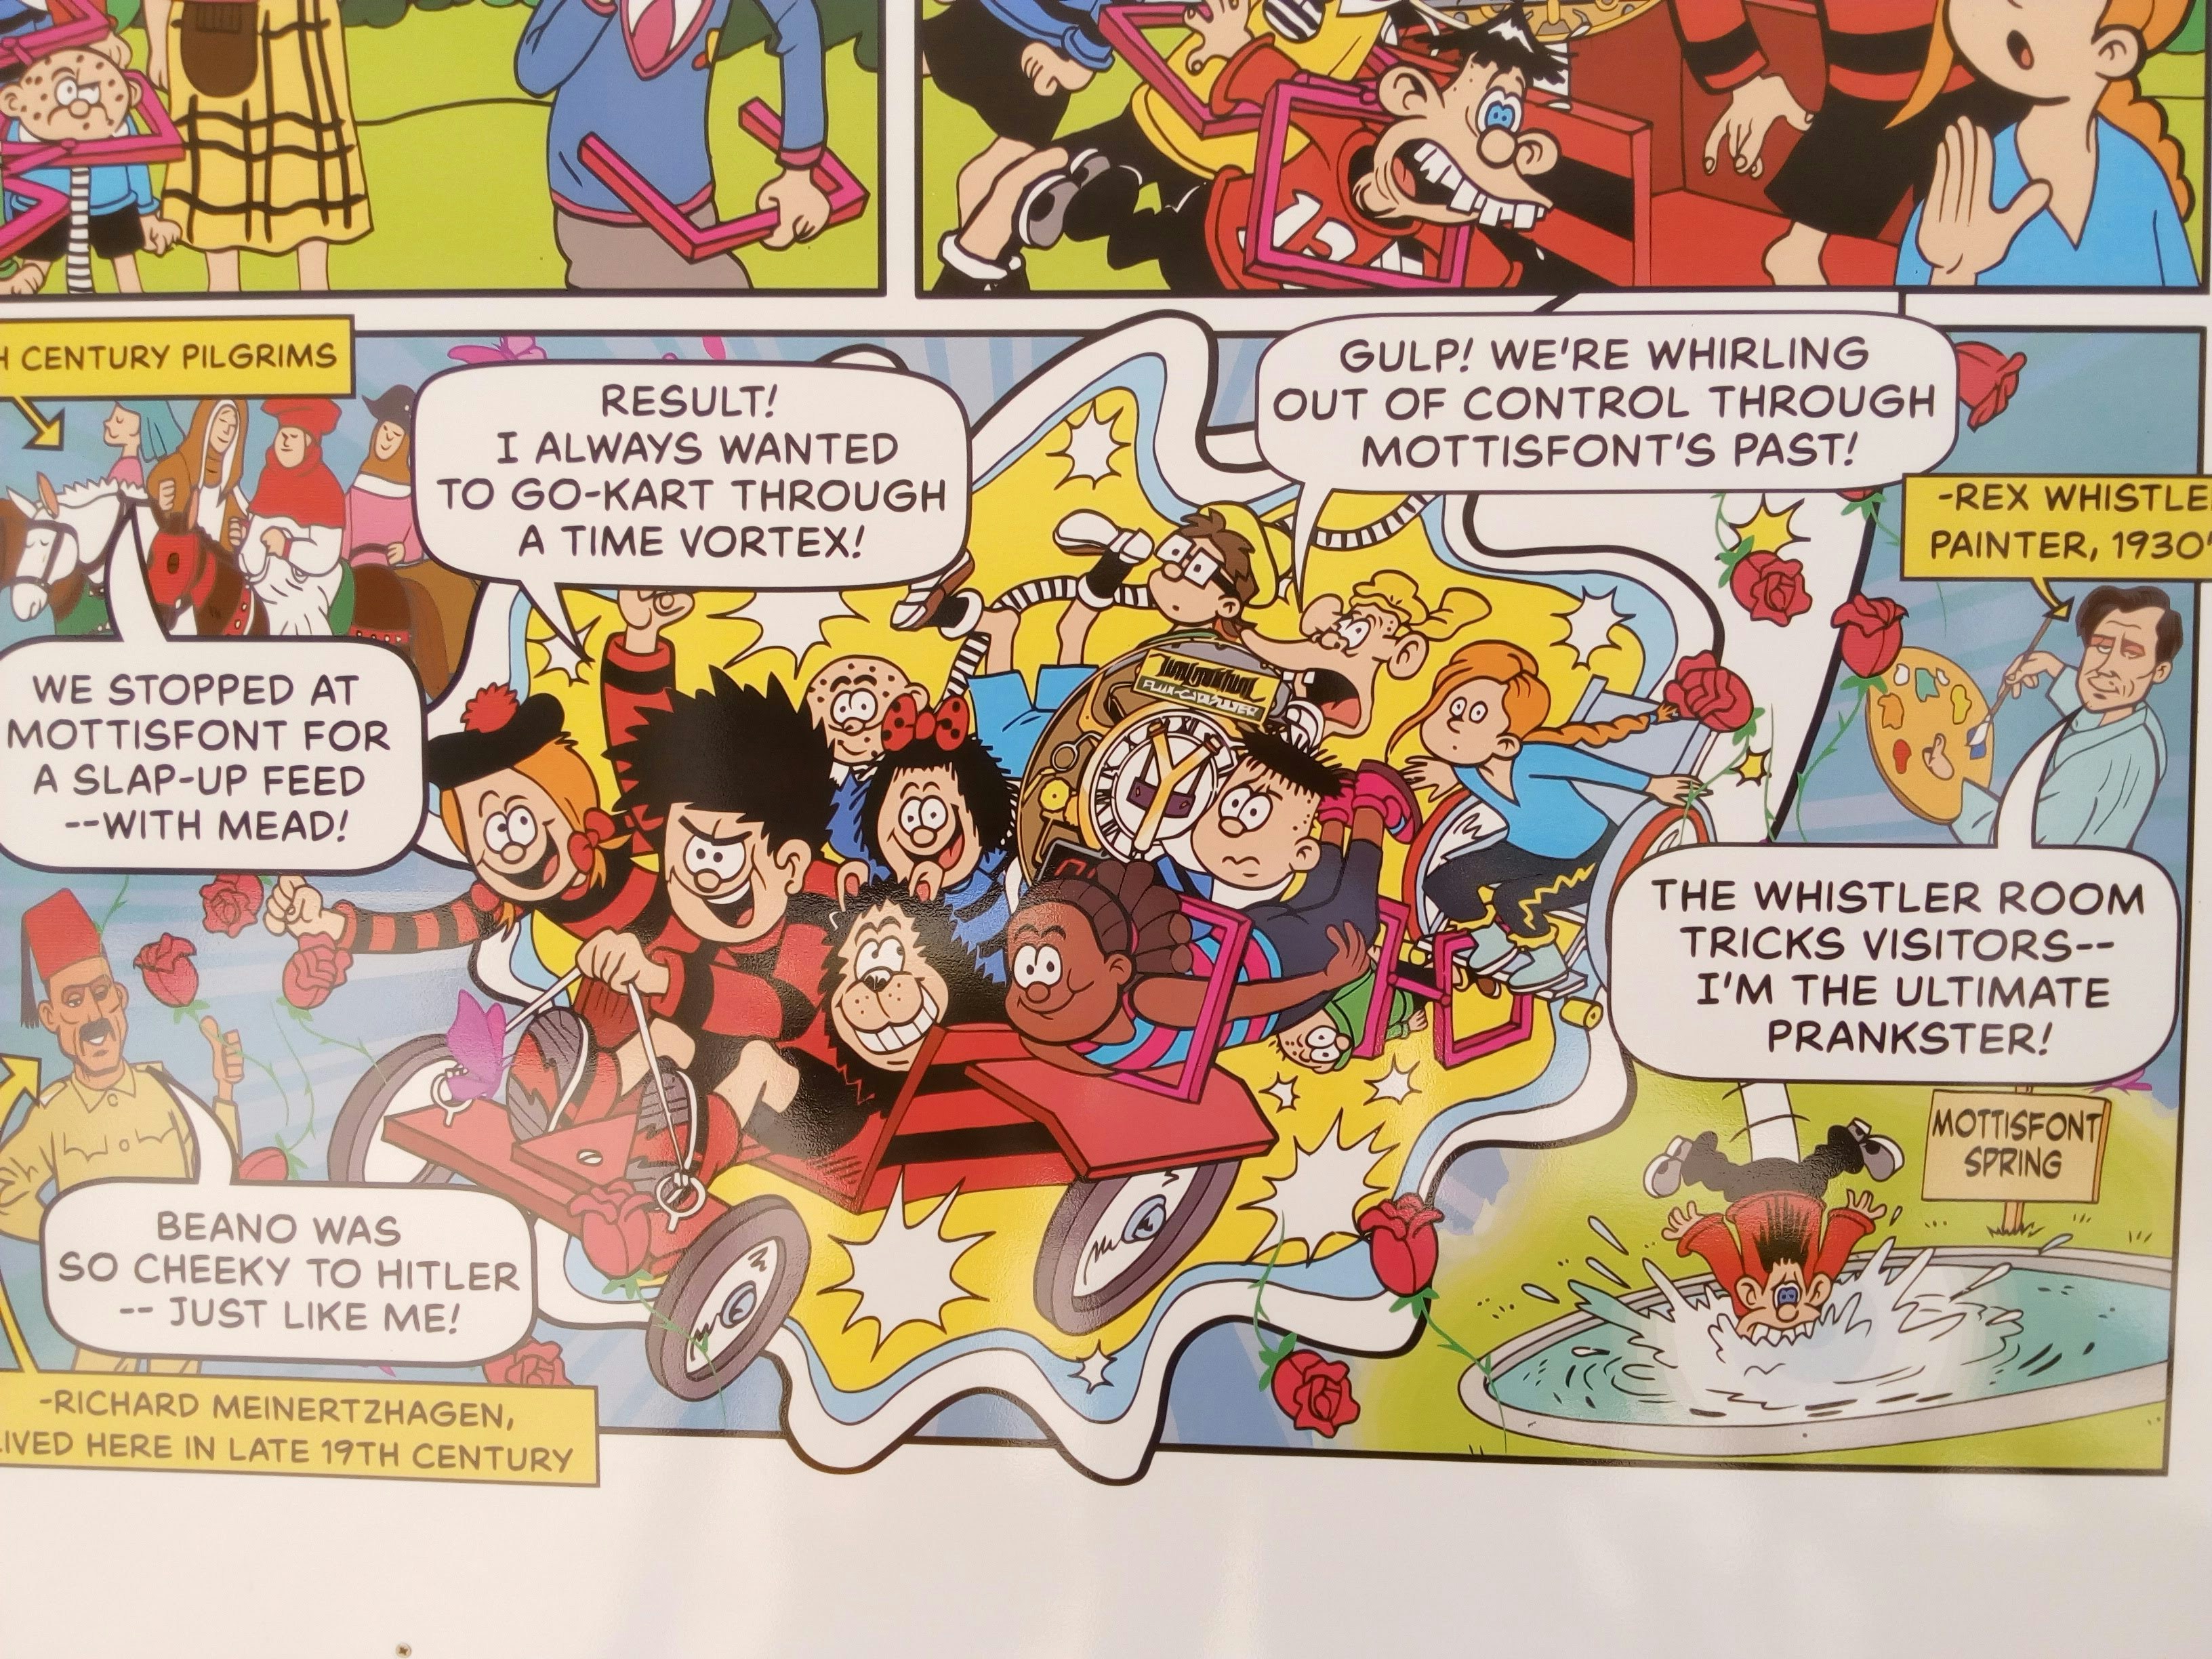 CENTURY PILGRIMS
RESULT!
I ALWAYS WANTED
TO GO-KART THROUGH
A TIME VORTEX!
GULP! WE'RE WHIRLING
OUT OF CONTROL THROUGH
MOTTISFONT'S PAST!
-REX WHISTLE
PAINTER, 1930'
WE STOPPED AT
MOTTISFONT FOR
A SLAP-UP FEED
--WITH MEAD!
THE WHISTLER ROOM
TRICKS VISITORS--
I'M THE ULTIMATE
PRANKSTER!
MOTTISFONT
SPRING
BEANO WAS
SO CHEEKY TO HITLER
-- JUST LIKE ME!
-RICHARD MEINERTZHAGEN,
LIVED HERE IN LATE 19TH CENTURY